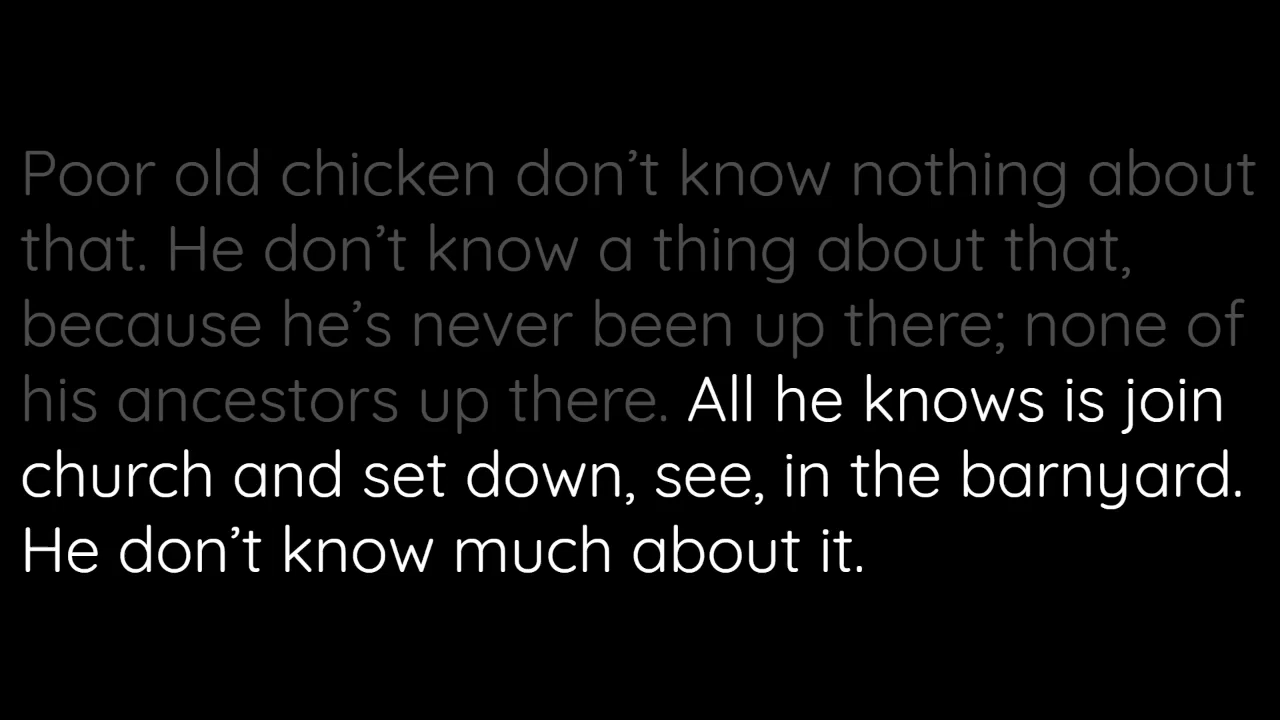 Poor old chicken don’t know nothing about
that. He don’t know a thing about that,
because he’s never been up there; none of
his ancestors up there. All he knows is join
church and set down, see, in the barnyard.
He don’t know much about it.